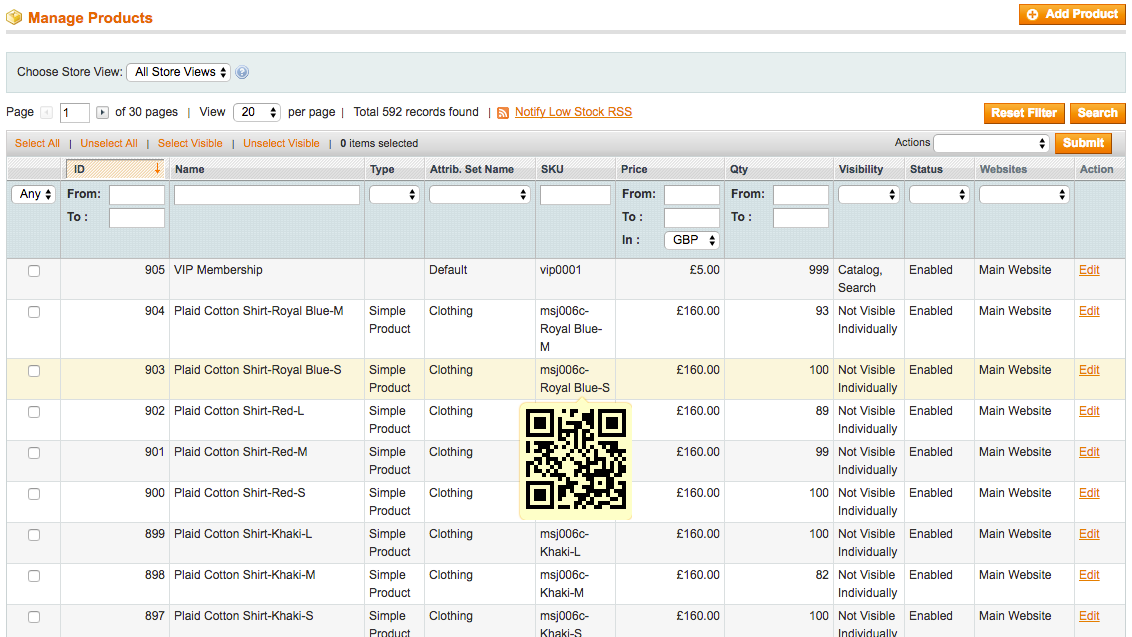 Manage Products
Add Product
Choose Store View: All Store Views
Page 1 of 30 pages | View 20 per page | Total 592 records found | Notify Low Stock RSS
Reset Filter Search
Select All | Unselect All | Select Visible | Unselect Visible | 0 items selected
Actions Submit
ID Name Type Attrib. Set Name SKU Price Qty Visibility Status Websites Action
Any From: From: From:
To : To : To :
In : GBP
905 VIP Membership Default vip0001 £5.00 999 Catalog, Enabled Main Website Edit
Search
904 Plaid Cotton Shirt-Royal Blue-M Simple Clothing msj006c- £160.00 93 Not Visible Enabled Main Website Edit
Product Royal Blue- Individually
M
903 Plaid Cotton Shirt-Royal Blue-S Simple Clothing msj006c- £160.00 100 Not Visible Enabled Main Website Edit
Product Royal Blue-S Individually
902 Plaid Cotton Shirt-Red-L Simple Clothing £160.00 89 Not Visible Enabled Main Website Edit
Product Individually
901 Plaid Cotton Shirt-Red-M Simple Clothing £160.00 99 Not Visible Enabled Main Website Edit
Product Individually
900 Plaid Cotton Shirt-Red-S Simple Clothing £160.00 100 Not Visible Enabled Main Website Edit
Product Individually
899 Plaid Cotton Shirt-Khaki-L Simple Clothing msj006c- £160.00 100 Not Visible Enabled Main Website Edit
Product Khaki-L Individually
898 Plaid Cotton Shirt-Khaki-M Simple Clothing msj006c- £160.00 82 Not Visible Enabled Main Website Edit
Product Khaki-M Individually
897 Plaid Cotton Shirt-Khaki-S Simple Clothing msj006c- £160.00 100 Not Visible Enabled Main Website Edit
Product Khaki-S Individually